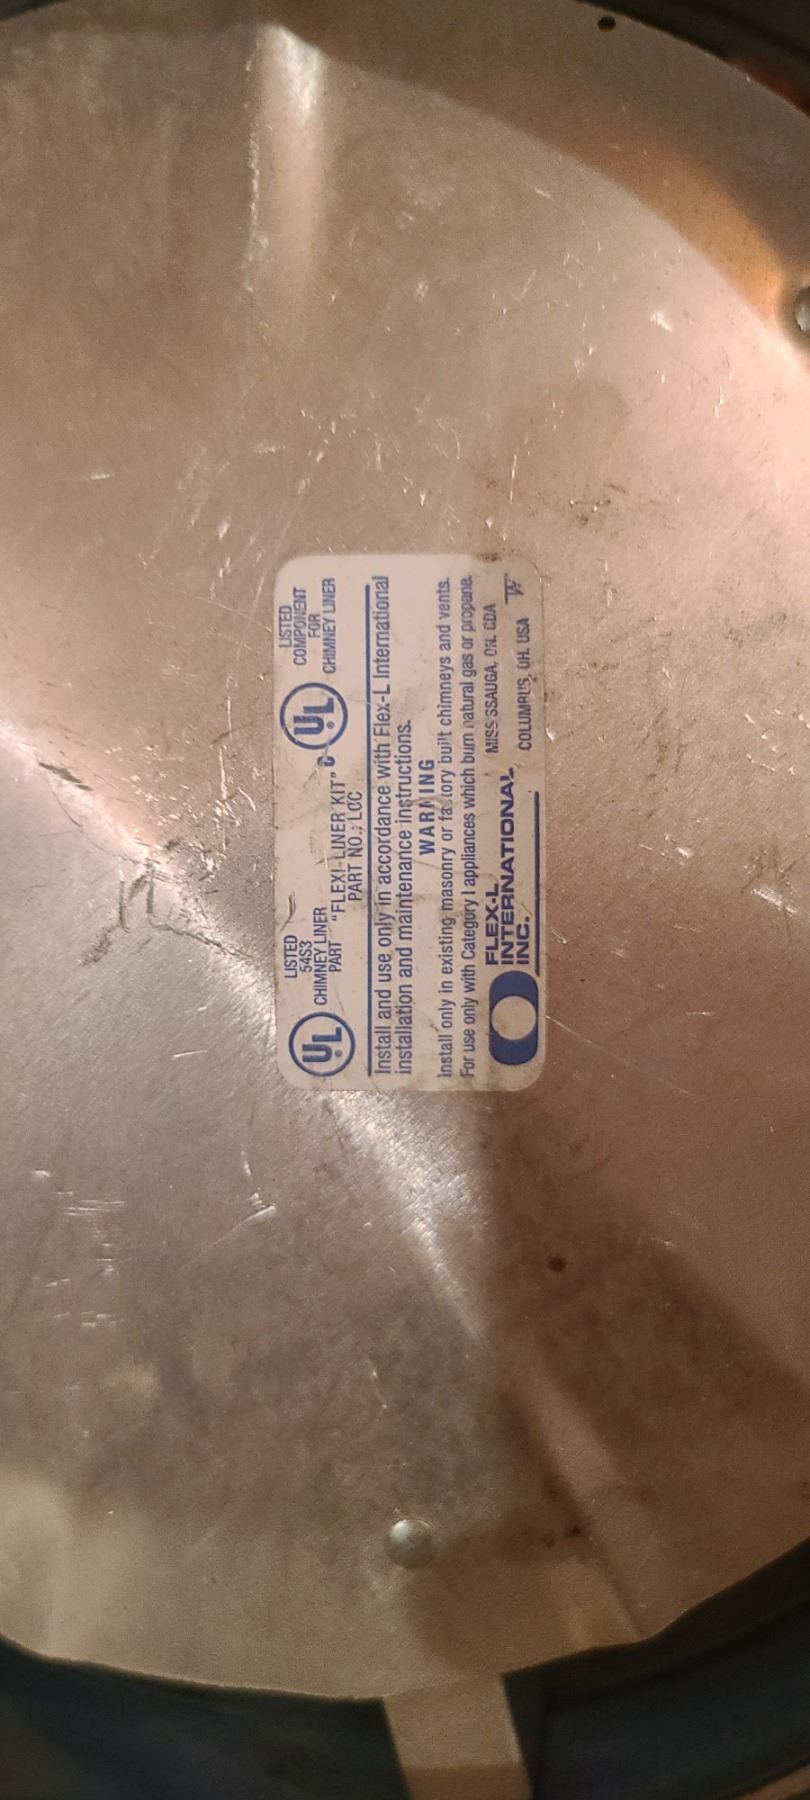 UL LISTED
54S3
CHIMNEY LINER
PART
"FLEXI-LINER KIT"
PART NO.: LCC
C UL LISTED
COMPONENT
FOR
CHIMNEY LINER
Install and use only in accordance with Flex-L International
installation and maintenance instructions.
WARNING
Install only in existing masonry or factory built chimneys and vents.
For use only with Category I appliances which burn natural gas or propane.
FLEX-L
INTERNATIONAL
INC.
MISSISSAUGA, ON. CDA
COLUMBUS, OH. USA